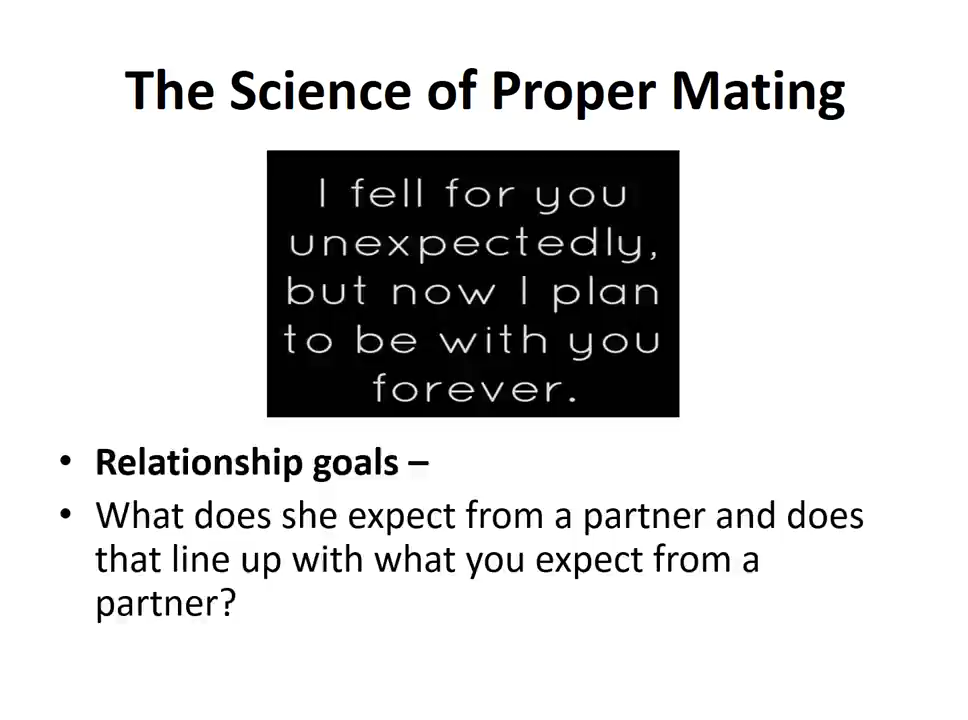 The Science of Proper Mating
I fell for you
unexpectedly,
but now I plan
to be with you
forever.
• Relationship goals –
• What does she expect from a partner and does
that line up with what you expect from a
partner?